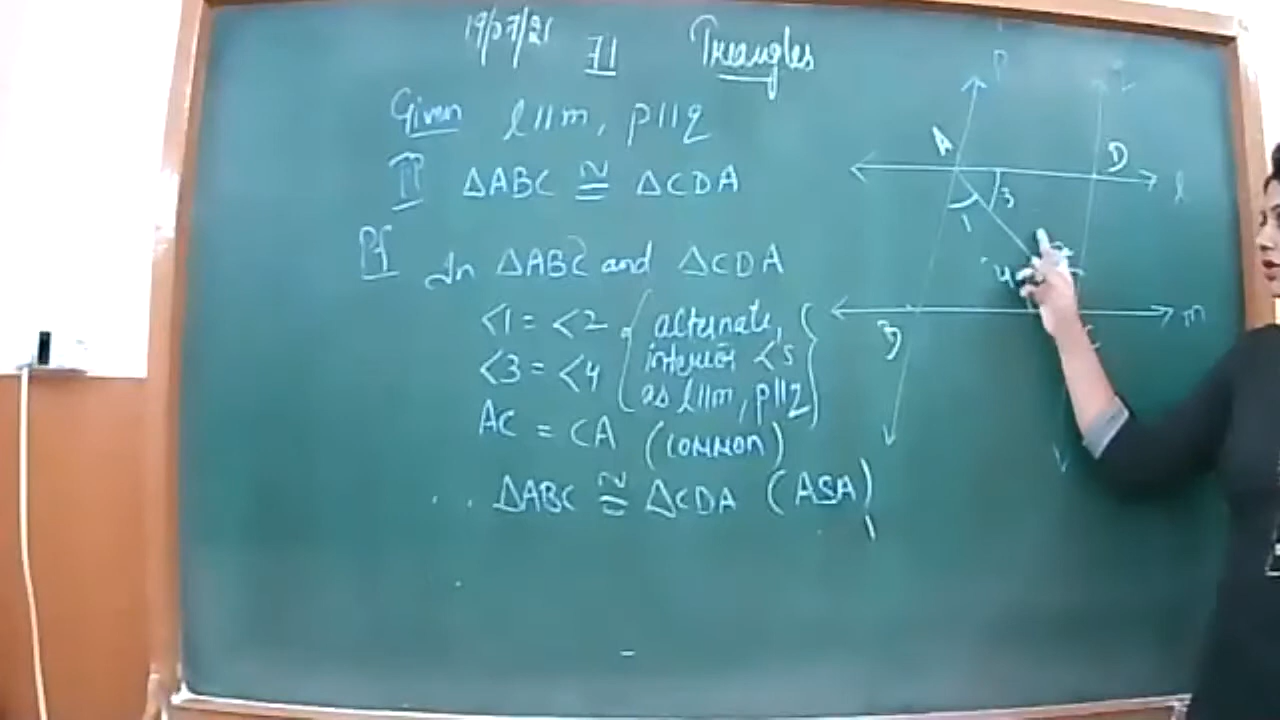 19/07/21 7.1 Triangles
Given l||m, p||q
ΔABC ≅ ΔCDA
Pf In ΔABC and ΔCDA
<1 = <2 { alternate,
interior <'s
<3 = <4
as l||m, p||q }
AC = CA (COMMON)
∴ ΔABC ≅ ΔCDA (ASA)
p
A D
l
3
1
4
m
B C